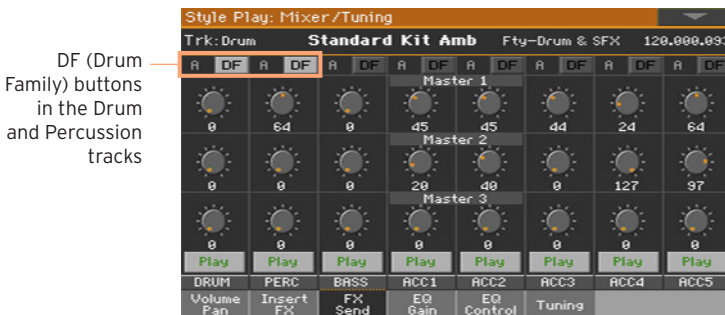 DF (Drum
Family) buttons
in the Drum
and Percussion
tracks
Style Play: Mixer/Tuning
Trk:Drum Standard Kit Amb Fty-Drum & SFX 120.000.093
A DF A DF A DF A DF A DF A DF A DF A DF
Master 1
0 64 0 45 45 44 24 64
Master 2
0 0 0 20 40 0 127 97
Master 3
0 0 0 0 0 0 0 0
Play Play Play Play Play Play Play Play
DRUM PERC BASS ACC1 ACC2 ACC3 ACC4 ACC5
Volume Insert FX EQ EQ Tuning
Pan FX Send Gain Control